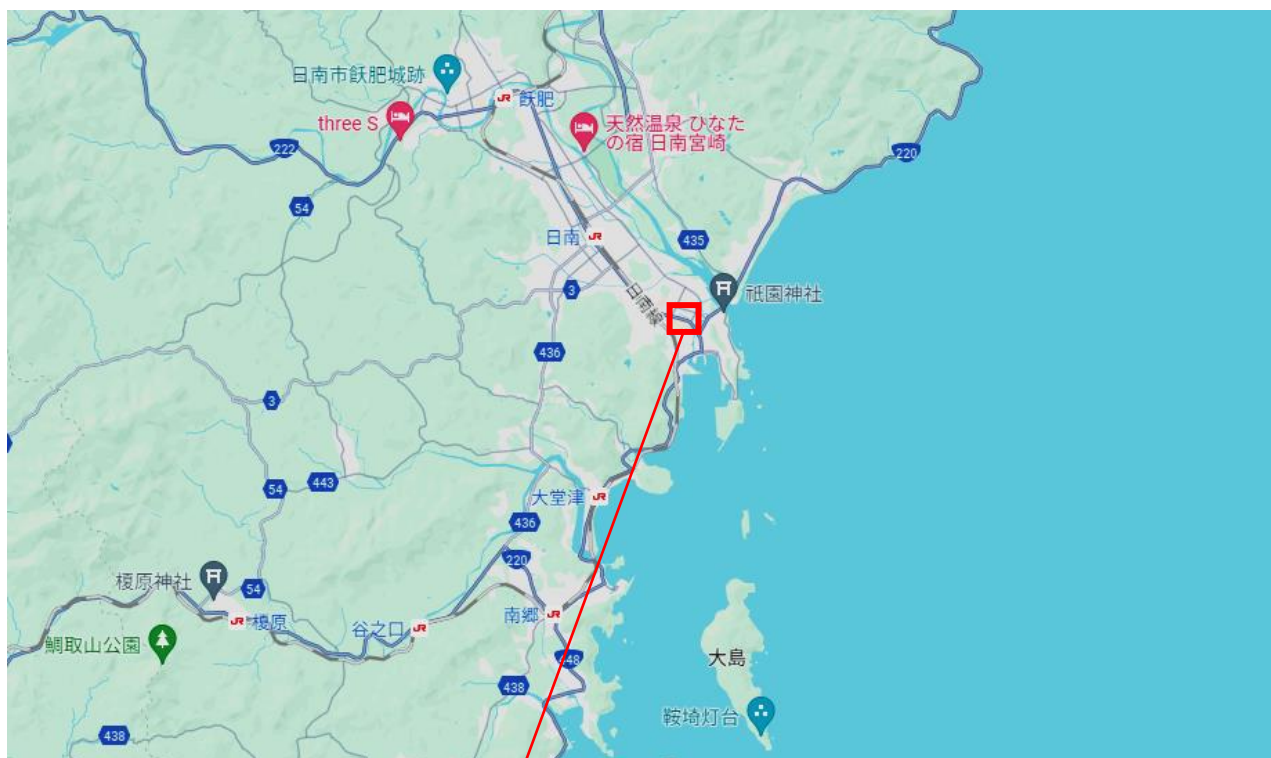 日南市飫肥城跡
JR
飫肥
three S
天然温泉 ひなた
の宿 日南宮崎
222
220
54
日南
JR
435
3
祇園神社
日南線
436
3
54
443
大堂津
JR
436
220
榎原神社
54
JR
榎原
谷之口
JR
南郷
JR
鯛取山公園
448
大島
438
鞍埼灯台
438